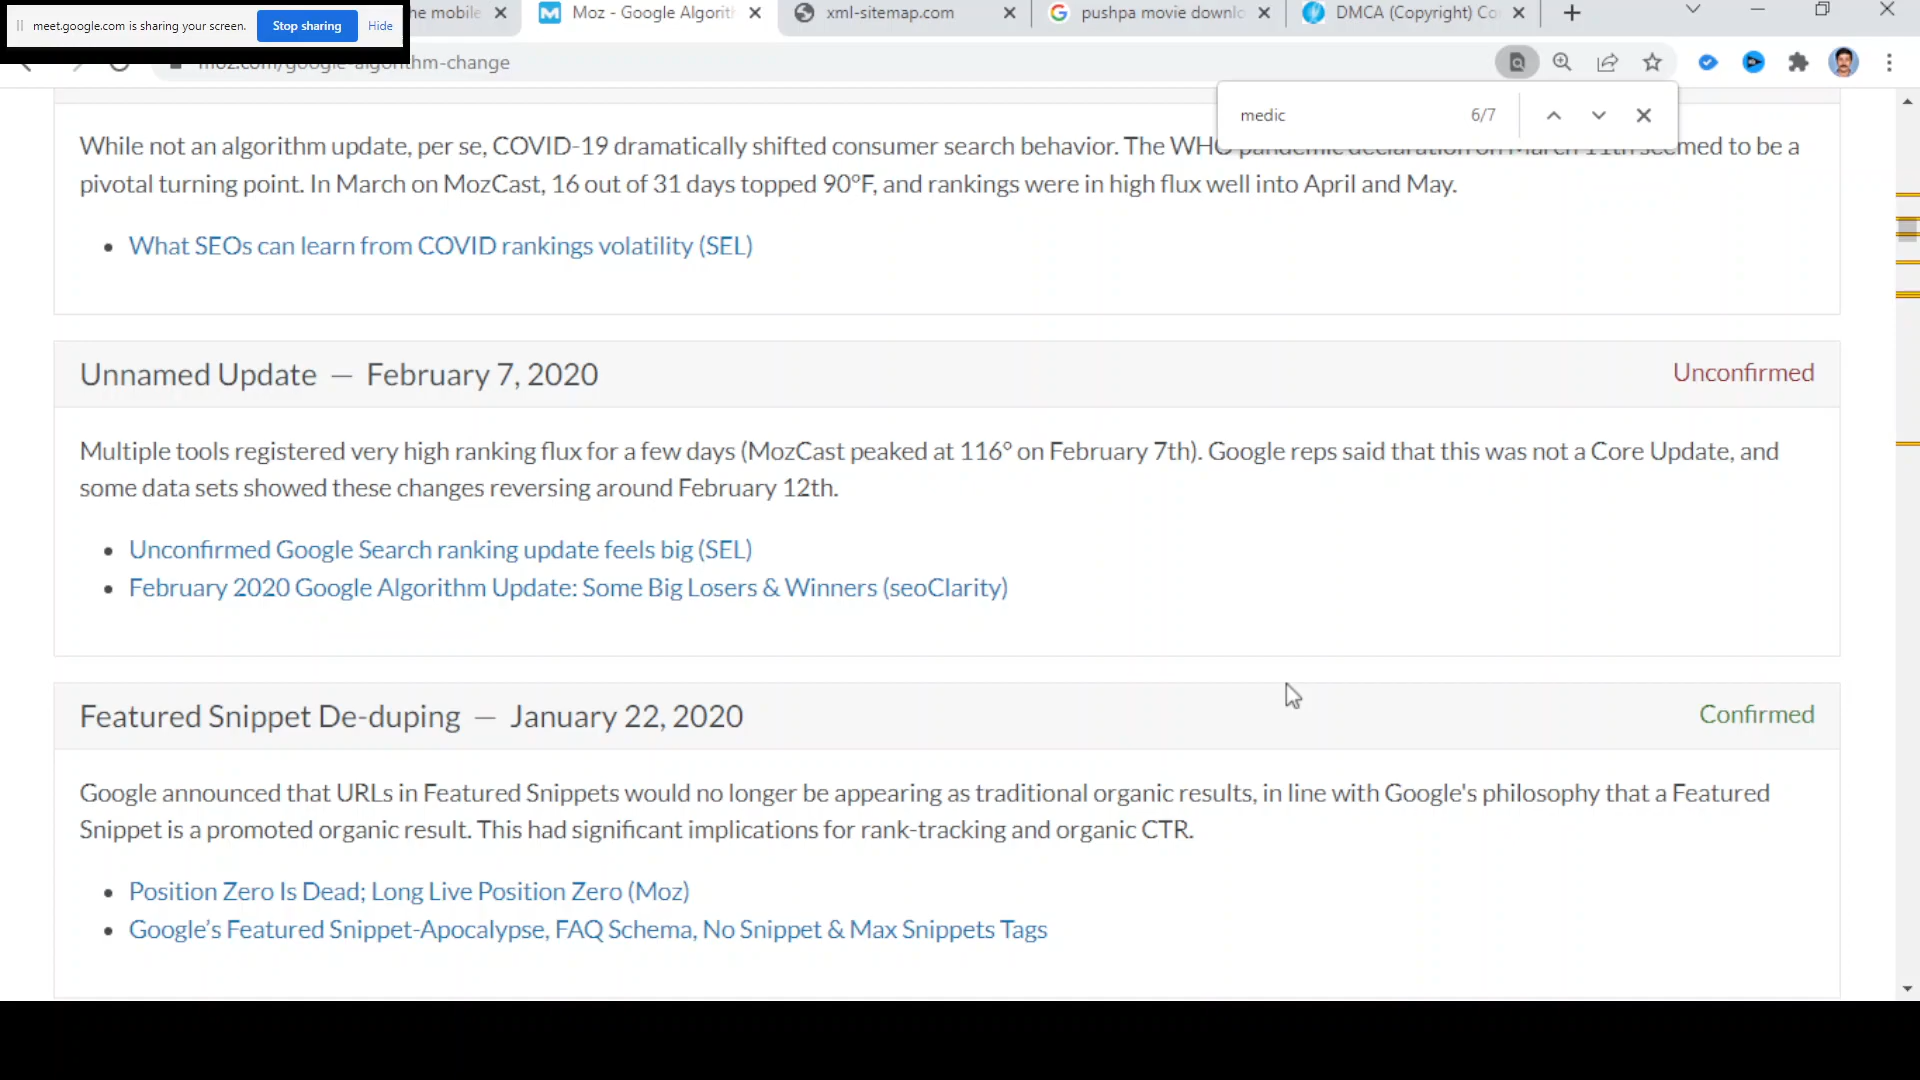 meet.google.com is sharing your screen. Stop sharing Hide
he mobile
Moz - Google Algorit
xml-sitemap.com
pushpa movie downl
DMCA (Copyright) Co
moz.com/google-algorithm-change
medic 6/7
While not an algorithm update, per se, COVID-19 dramatically shifted consumer search behavior. The WHO pandemic declaration on March 11th seemed to be a
pivotal turning point. In March on MozCast, 16 out of 31 days topped 90°F, and rankings were in high flux well into April and May.
• What SEOs can learn from COVID rankings volatility (SEL)
Unnamed Update — February 7, 2020 Unconfirmed
Multiple tools registered very high ranking flux for a few days (MozCast peaked at 116° on February 7th). Google reps said that this was not a Core Update, and
some data sets showed these changes reversing around February 12th.
• Unconfirmed Google Search ranking update feels big (SEL)
• February 2020 Google Algorithm Update: Some Big Losers & Winners (seoClarity)
Featured Snippet De-duping — January 22, 2020 Confirmed
Google announced that URLs in Featured Snippets would no longer be appearing as traditional organic results, in line with Google's philosophy that a Featured
Snippet is a promoted organic result. This had significant implications for rank-tracking and organic CTR.
• Position Zero Is Dead; Long Live Position Zero (Moz)
• Google’s Featured Snippet-Apocalypse, FAQ Schema, No Snippet & Max Snippets Tags